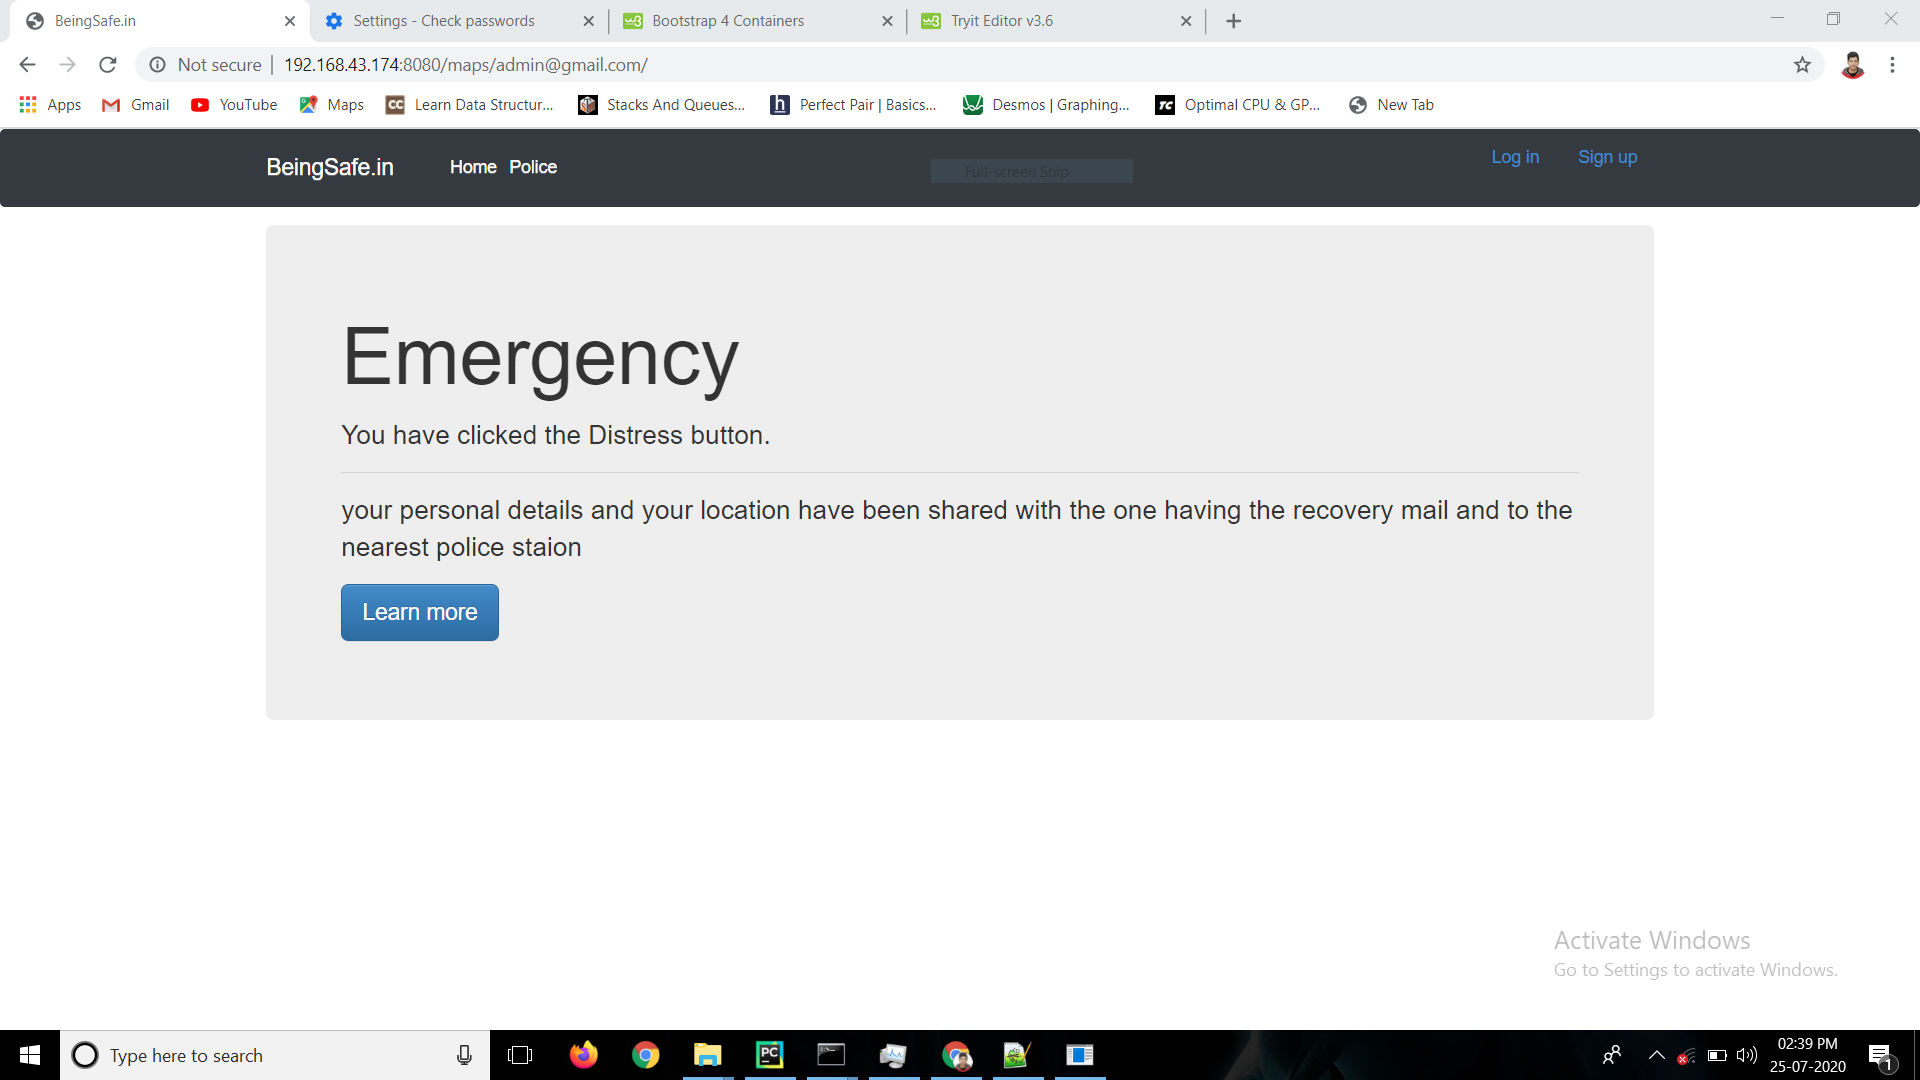 BeingSafe.in
Settings - Check passwords
Bootstrap 4 Containers
Tryit Editor v3.6
Not secure
192.168.43.174:8080/maps/admin@gmail.com/
Apps
Gmail
YouTube
Maps
CC
Learn Data Structur...
Stacks And Queues...
h
Perfect Pair | Basics...
Desmos | Graphing...
TC
Optimal CPU & GP...
New Tab
BeingSafe.in
Home
Police
Full-screen Snip
Log in
Sign up
Emergency
You have clicked the Distress button.
your personal details and your location have been shared with the one having the recovery mail and to the
nearest police staion
Learn more
Activate Windows
Go to Settings to activate Windows.
Type here to search
PC
02:39 PM
25-07-2020
1